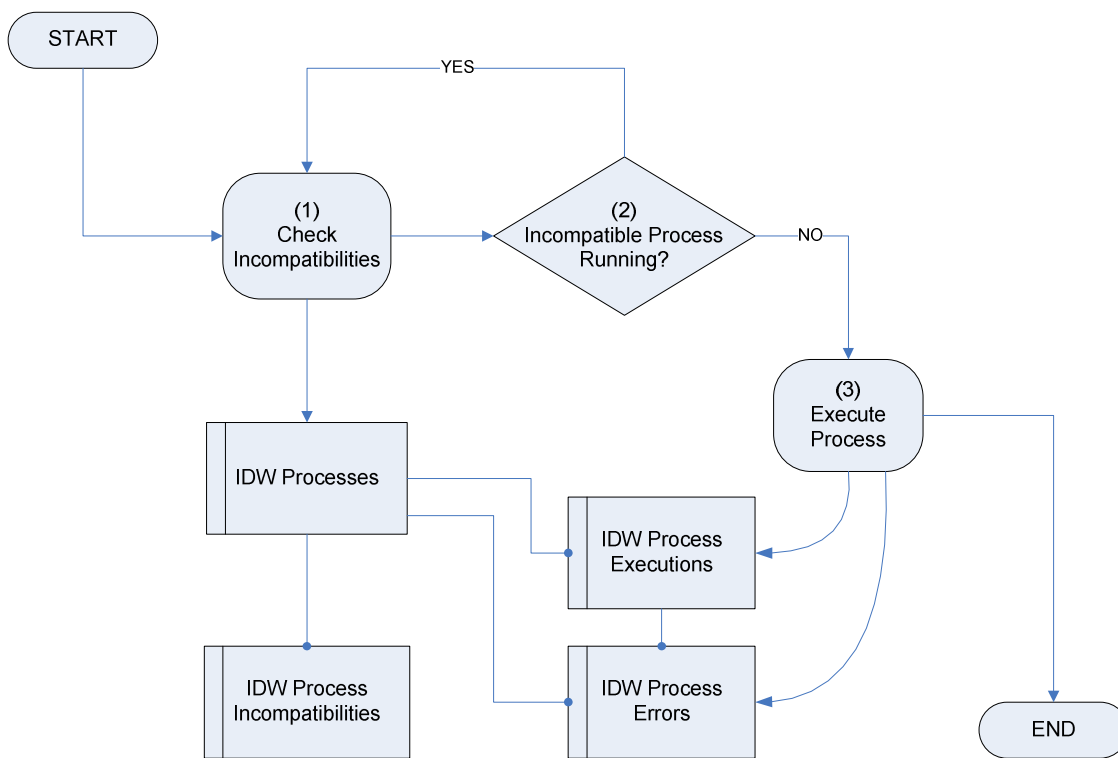 START
YES
(1)
Check
Incompatibilities
(2)
Incompatible Process
Running?
NO
(3)
Execute
Process
IDW Processes
IDW Process
Executions
IDW Process
Incompatibilities
IDW Process
Errors
END